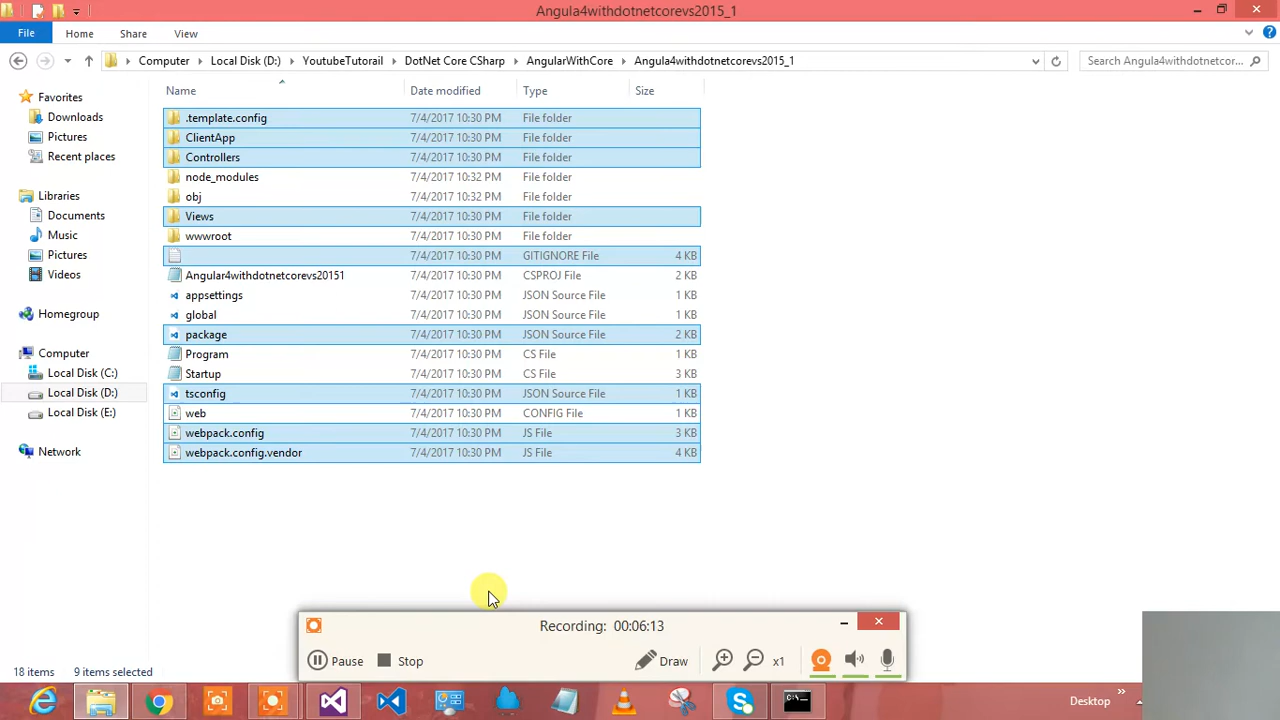 Angula4withdotnetcorevs2015_1
File Home Share View
Computer Local Disk (D:) YoutubeTutorail DotNet Core CSharp AngularWithCore Angula4withdotnetcorevs2015_1 Search Angula4withdotnetcor...
Name Date modified Type Size
Favorites
Downloads
Pictures
Recent places
Libraries
Documents
Music
Pictures
Videos
Homegroup
Computer
Local Disk (C:)
Local Disk (D:)
Local Disk (E:)
Network
.template.config 7/4/2017 10:30 PM File folder
ClientApp 7/4/2017 10:30 PM File folder
Controllers 7/4/2017 10:30 PM File folder
node_modules 7/4/2017 10:32 PM File folder
obj 7/4/2017 10:32 PM File folder
Views 7/4/2017 10:30 PM File folder
wwwroot 7/4/2017 10:30 PM File folder
7/4/2017 10:30 PM GITIGNORE File 4 KB
Angular4withdotnetcorevs20151 7/4/2017 10:30 PM CSPROJ File 2 KB
appsettings 7/4/2017 10:30 PM JSON Source File 1 KB
global 7/4/2017 10:30 PM JSON Source File 1 KB
package 7/4/2017 10:30 PM JSON Source File 2 KB
Program 7/4/2017 10:30 PM CS File 1 KB
Startup 7/4/2017 10:30 PM CS File 3 KB
tsconfig 7/4/2017 10:30 PM JSON Source File 1 KB
web 7/4/2017 10:30 PM CONFIG File 1 KB
webpack.config 7/4/2017 10:30 PM JS File 3 KB
webpack.config.vendor 7/4/2017 10:30 PM JS File 4 KB
Recording: 00:06:13
Pause Stop Draw x1
18 items 9 items selected
Desktop